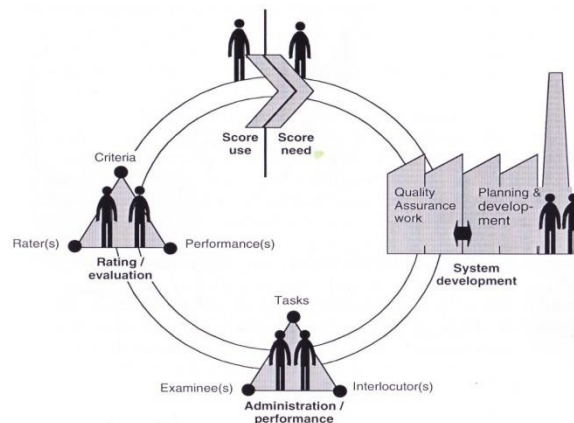 Score use
Score need
Criteria
Quality Assurance work
Planning & develop- ment
Rater(s)
Performance(s)
Rating / evaluation
System development
Tasks
Examinee(s)
Interlocutor(s)
Administration / performance